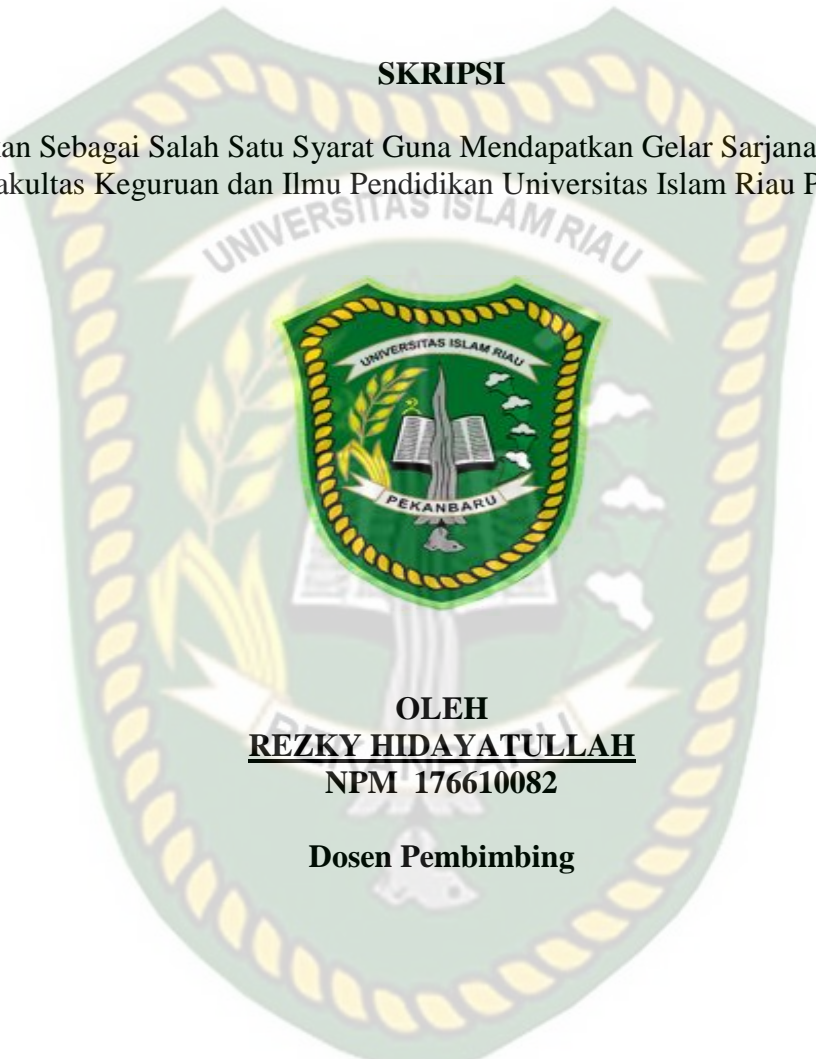 SKRIPSI
an Sebagai Salah Satu Syarat Guna Mendapatkan Gelar Sarjana
akultas Keguruan dan Ilmu Pendidikan Universitas Islam Riau P
UNIVERSITAS ISLAM RIAU
UNIVERSITAS ISLAM RIAU
PEKANBARU
OLEH
REZKY HIDAYATULLAH
PEKANBARU
NPM 176610082
Dosen Pembimbing